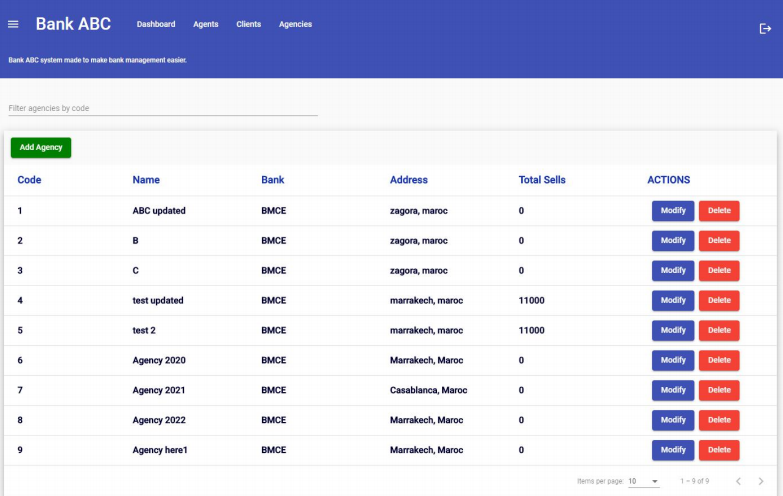 Bank ABC Dashboard Agents Clients Agencies
Bank ABC system made to make bank management easier.
Filter agencies by code
Add Agency
Code Name Bank Address Total Sells ACTIONS
1 ABC updated BMCE zagora, maroc 0 Modify Delete
2 B BMCE zagora, maroc 0 Modify Delete
3 C BMCE zagora, maroc 0 Modify Delete
4 test updated BMCE marrakech, maroc 11000 Modify Delete
5 test 2 BMCE marrakech, maroc 11000 Modify Delete
6 Agency 2020 BMCE Marrakech, Maroc 0 Modify Delete
7 Agency 2021 BMCE Casablanca, Maroc 0 Modify Delete
8 Agency 2022 BMCE Marrakech, Maroc 0 Modify Delete
9 Agency here1 BMCE Marrakech, Maroc 0 Modify Delete
Items per page: 10 1 – 9 of 9